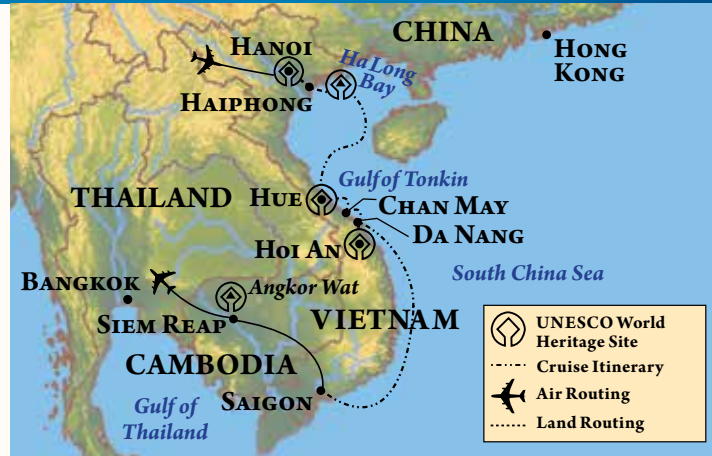 CHINA
HANOI
Ha Long
Bay
HONG
KONG
HAIPHONG
THAILAND
HUE
Gulf of Tonkin
CHAN MAY
DA NANG
HOI AN
BANGKOK
Angkor Wat
South China Sea
SIEM REAP
VIETNAM
CAMBODIA
SAIGON
Gulf of
Thailand
UNESCO World
Heritage Site
Cruise Itinerary
Air Routing
Land Routing